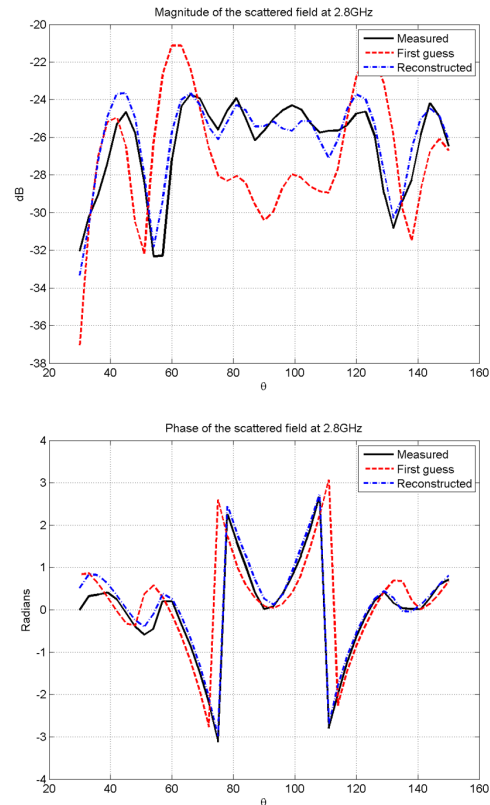 Magnitude of the scattered field at 2.8GHz
-20
-22
-24
-26
-28
-30
-32
-34
-36
-38
dB
Measured
First guess
Reconstructed
20 40 60 80 100 120 140 160
θ
Phase of the scattered field at 2.8GHz
4
3
2
1
0
-1
-2
-3
-4
Radians
Measured
First guess
Reconstructed
20 40 60 80 100 120 140 160
θ